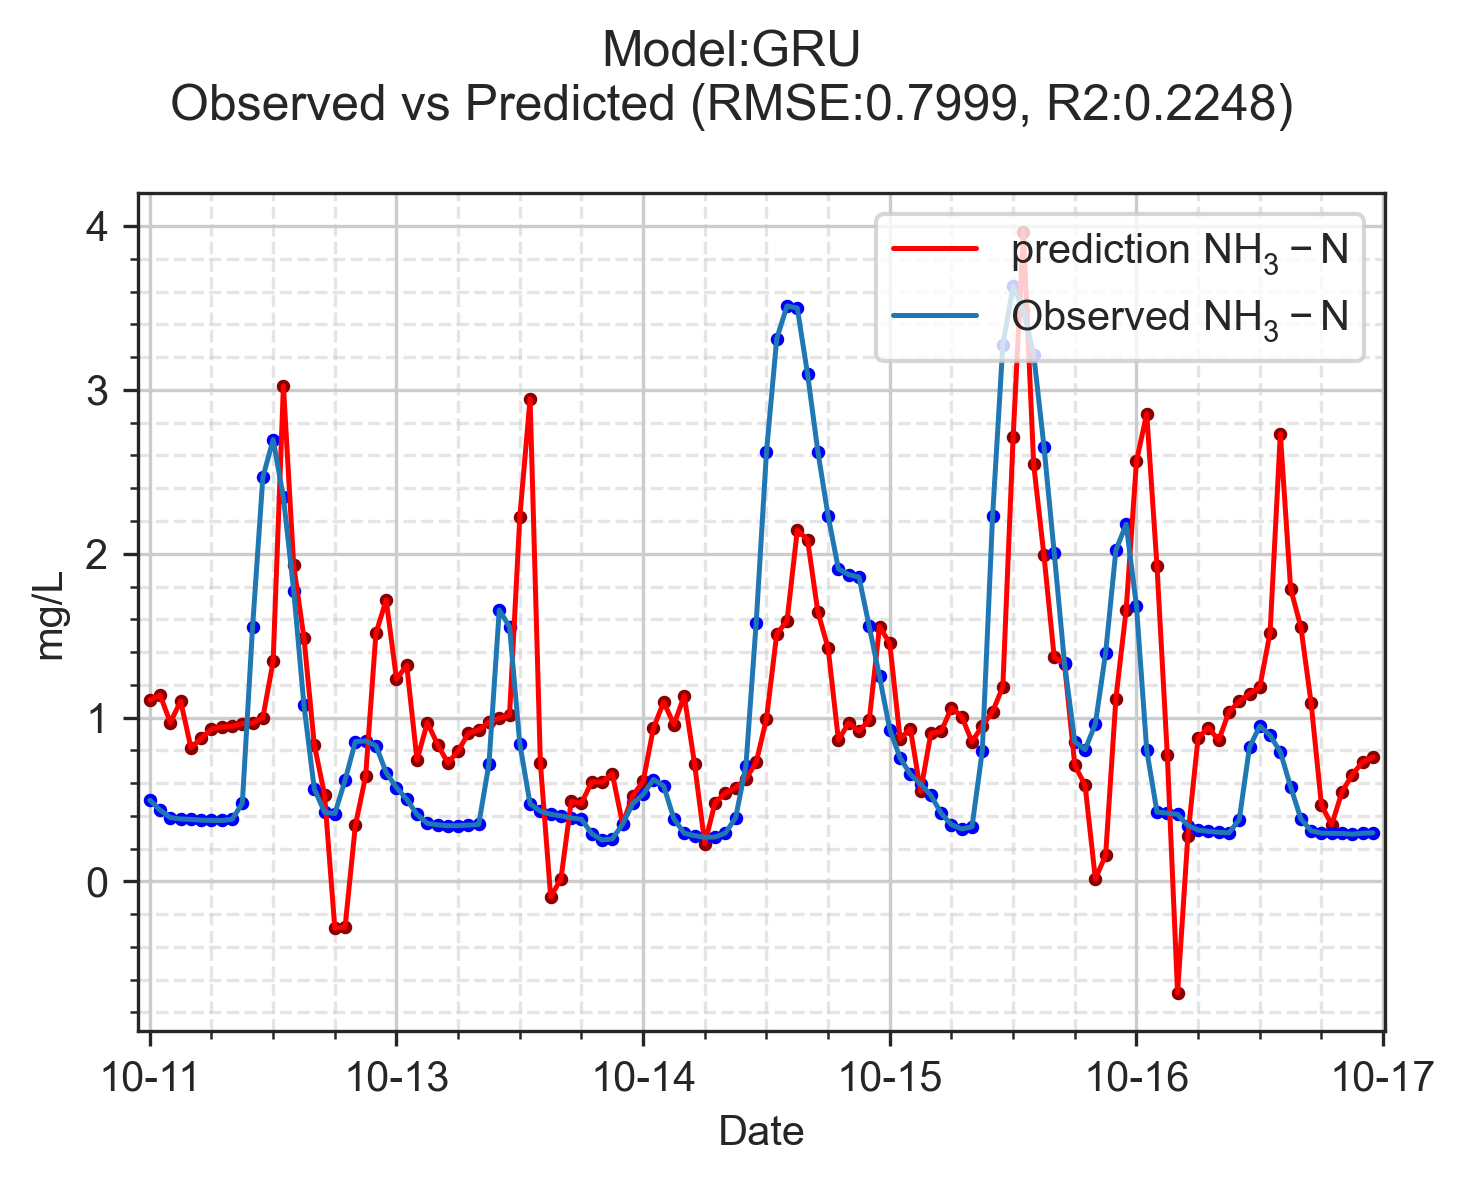 Model:GRU
Observed vs Predicted (RMSE:0.7999, R2:0.2248)
prediction NH₃ − N
Observed NH₃ − N
4
3
2
1
0
mg/L
10-11 10-13 10-14 10-15 10-16 10-17
Date